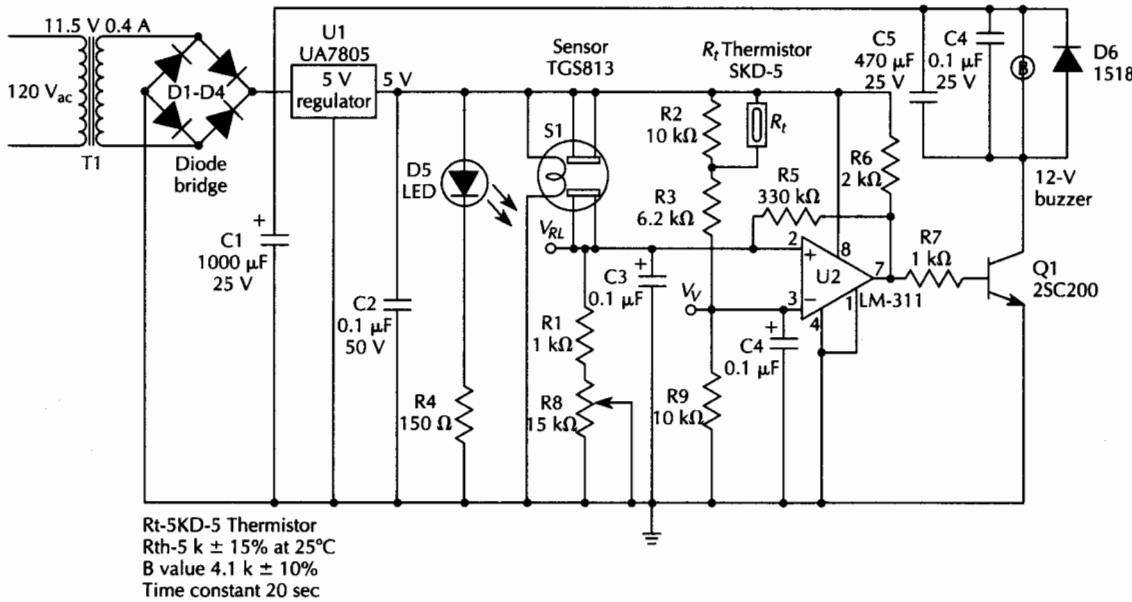 11.5 V 0.4 A
120 Vac
T1
D1-D4
Diode
bridge
U1
UA7805
5 V
regulator
5 V
C1
1000 µF
25 V
+
C2
0.1 µF
50 V
D5
LED
R4
150 Ω
Sensor
TGS813
S1
VRL
R1
1 kΩ
R8
15 kΩ
C3
0.1 µF
+
Rt Thermistor
SKD-5
R2
10 kΩ
Rt
R3
6.2 kΩ
R5
330 kΩ
R6
2 kΩ
VV
R9
10 kΩ
C4
0.1 µF
+
2
+
3
−
U2
8
7
1
4
LM-311
R7
1 kΩ
Q1
2SC200
C5
470 µF
25 V
C4
0.1 µF
25 V
B
D6
1S18
12-V
buzzer
Rt-5KD-5 Thermistor
Rth-5 k ± 15% at 25°C
B value 4.1 k ± 10%
Time constant 20 sec